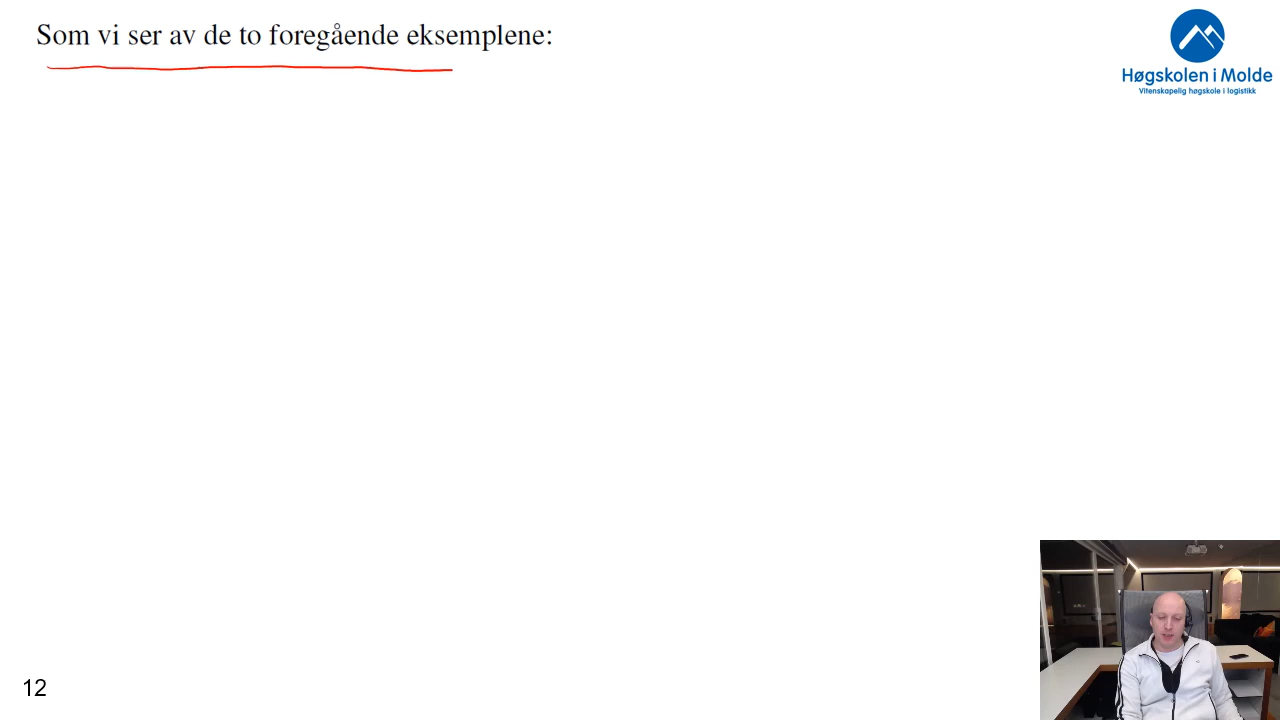 Som vi ser av de to foregående eksemplene:
Høgskolen i Molde
Vitenskapelig høgskole i logistikk
12